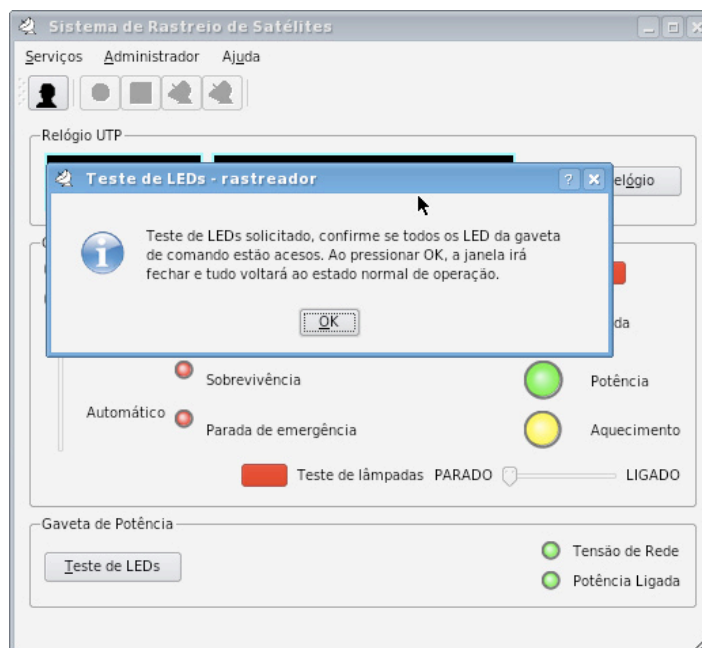 Sistema de Rastreio de Satélites
Serviços Administrador Ajuda
Relógio UTP
Teste de LEDs - rastreador
Teste de LEDs solicitado, confirme se todos os LED da gaveta
de comando estão acesos. Ao pressionar OK, a janela irá
fechar e tudo voltará ao estado normal de operação.
OK
Sobrevivência
Potência
Automático
Parada de emergência
Aquecimento
Teste de lâmpadas PARADO LIGADO
Gaveta de Potência
Teste de LEDs
Tensão de Rede
Potência Ligada